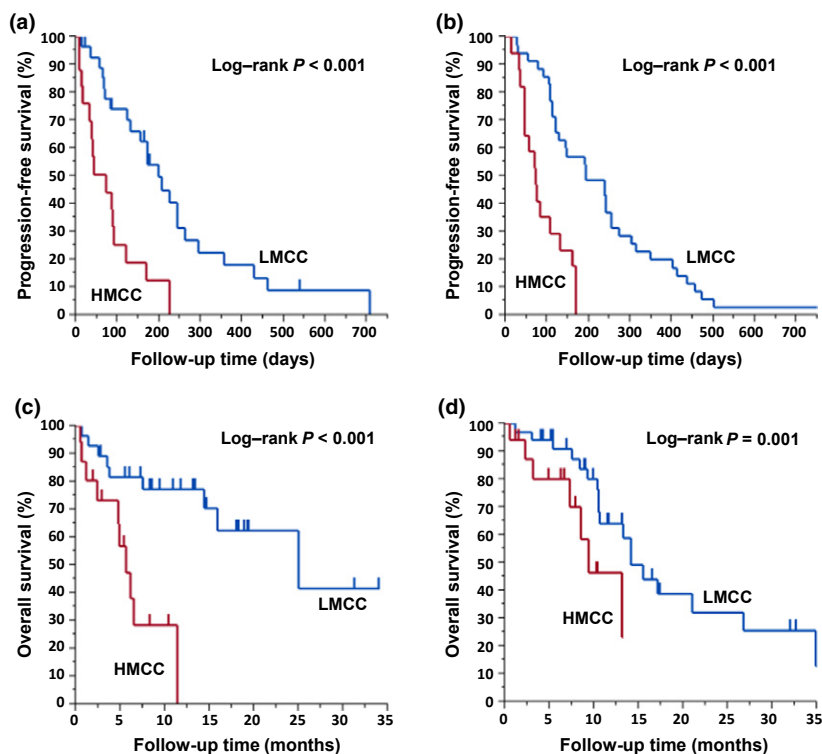 (a)
Progression-free survival (%)
100
90
80
70
60
50
40
30
20
10
0
Log–rank P < 0.001
LMCC
HMCC
0 100 200 300 400 500 600 700
Follow-up time (days)
(b)
Progression-free survival (%)
100
90
80
70
60
50
40
30
20
10
0
Log–rank P < 0.001
LMCC
HMCC
0 100 200 300 400 500 600 700
Follow-up time (days)
(c)
Overall survival (%)
100
90
80
70
60
50
40
30
20
10
0
Log–rank P < 0.001
LMCC
HMCC
0 5 10 15 20 25 30 35
Follow-up time (months)
(d)
Overall survival (%)
100
90
80
70
60
50
40
30
20
10
0
Log–rank P = 0.001
LMCC
HMCC
0 5 10 15 20 25 30 35
Follow-up time (months)